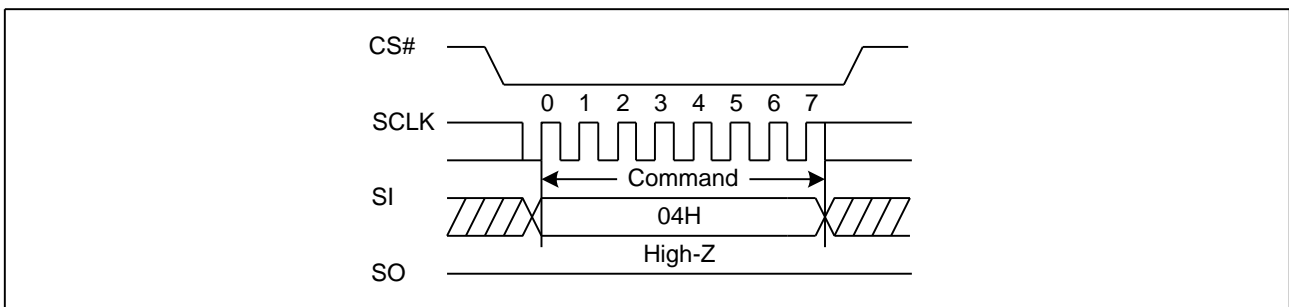 CS#
0 1 2 3 4 5 6 7
SCLK
Command
SI
04H
High-Z
SO